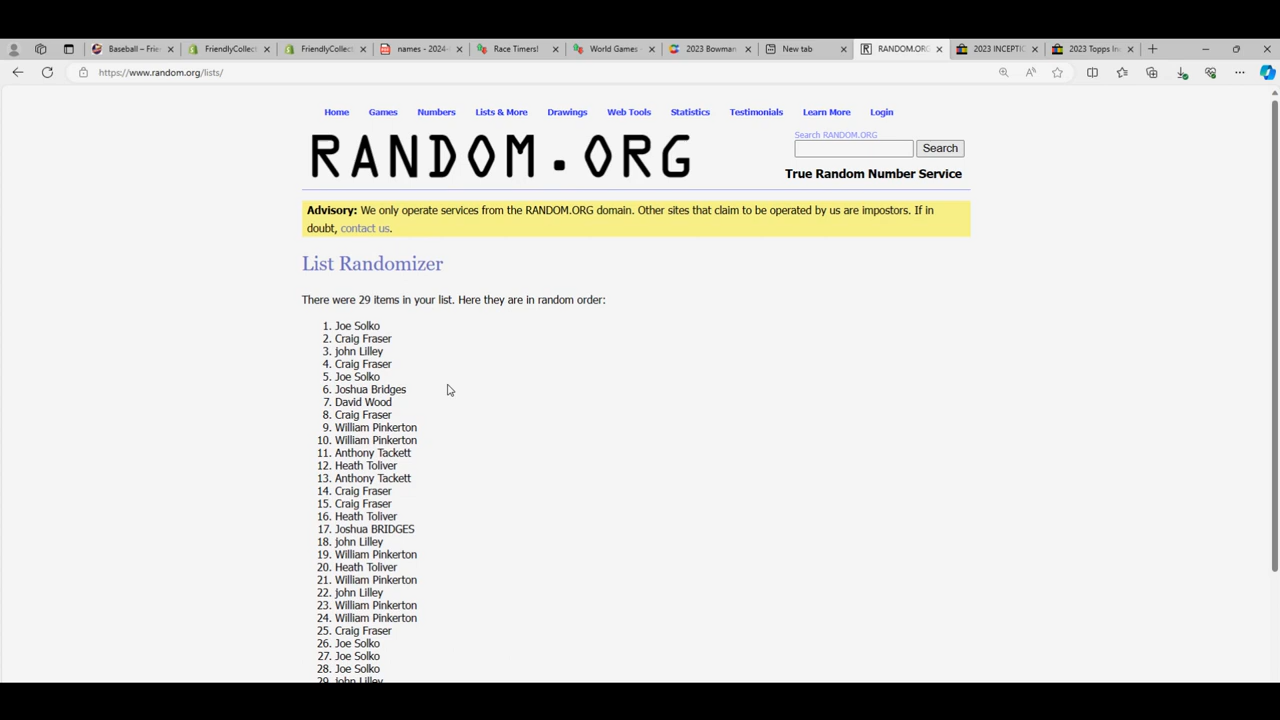 Baseball – Frie
FriendlyCollect
FriendlyCollect
names - 2024-
Race Timers!
World Games
2023 Bowman
New tab
RANDOM.ORG
2023 INCEPTIC
2023 Topps In
https://www.random.org/lists/
Home Games Numbers Lists & More Drawings Web Tools Statistics Testimonials Learn More Login
RANDOM.ORG
Search RANDOM.ORG
Search
True Random Number Service
Advisory: We only operate services from the RANDOM.ORG domain. Other sites that claim to be operated by us are impostors. If in
doubt, contact us.
List Randomizer
There were 29 items in your list. Here they are in random order:
1. Joe Solko
2. Craig Fraser
3. john Lilley
4. Craig Fraser
5. Joe Solko
6. Joshua Bridges
7. David Wood
8. Craig Fraser
9. William Pinkerton
10. William Pinkerton
11. Anthony Tackett
12. Heath Toliver
13. Anthony Tackett
14. Craig Fraser
15. Craig Fraser
16. Heath Toliver
17. Joshua BRIDGES
18. john Lilley
19. William Pinkerton
20. Heath Toliver
21. William Pinkerton
22. john Lilley
23. William Pinkerton
24. William Pinkerton
25. Craig Fraser
26. Joe Solko
27. Joe Solko
28. Joe Solko
29. john Lilley